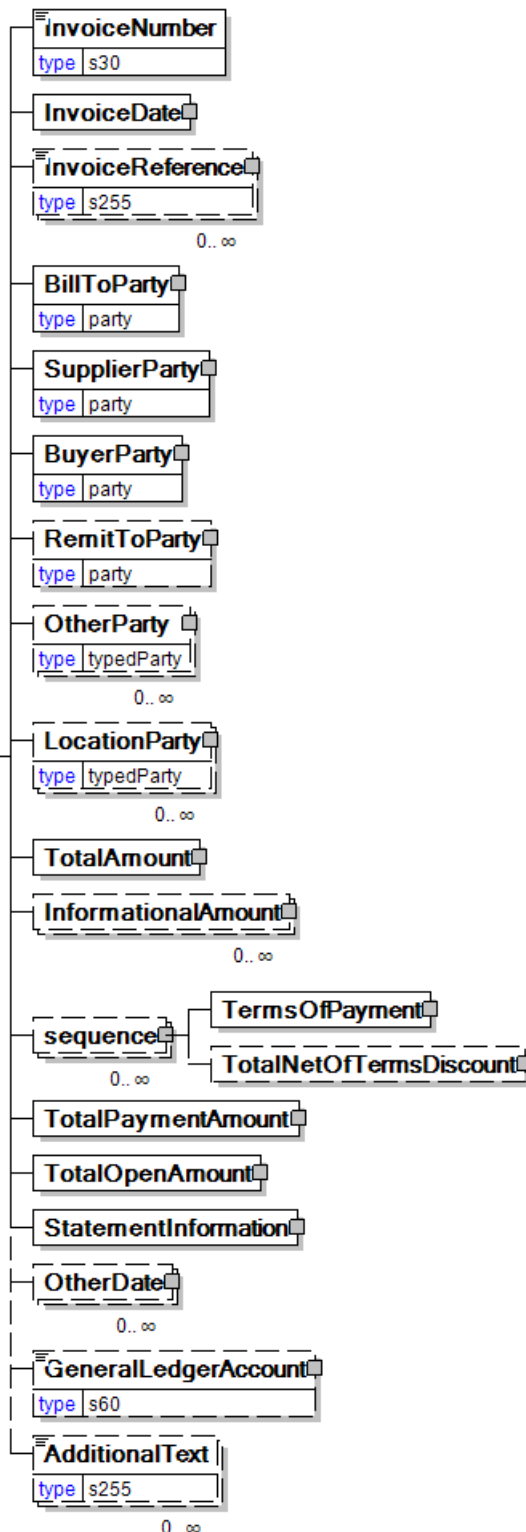 InvoiceNumber
type s30
InvoiceDate
InvoiceReference
type s255
0.. ∞
BillToParty
type party
SupplierParty
type party
BuyerParty
type party
RemitToParty
type party
OtherParty
type typedParty
0.. ∞
LocationParty
type typedParty
0.. ∞
TotalAmount
InformationalAmount
0.. ∞
TermsOfPayment
sequence
TotalNetOfTermsDiscount
0.. ∞
TotalPaymentAmount
TotalOpenAmount
StatementInformation
OtherDate
0.. ∞
GeneralLedgerAccount
type s60
AdditionalText
type s255
0.. ∞